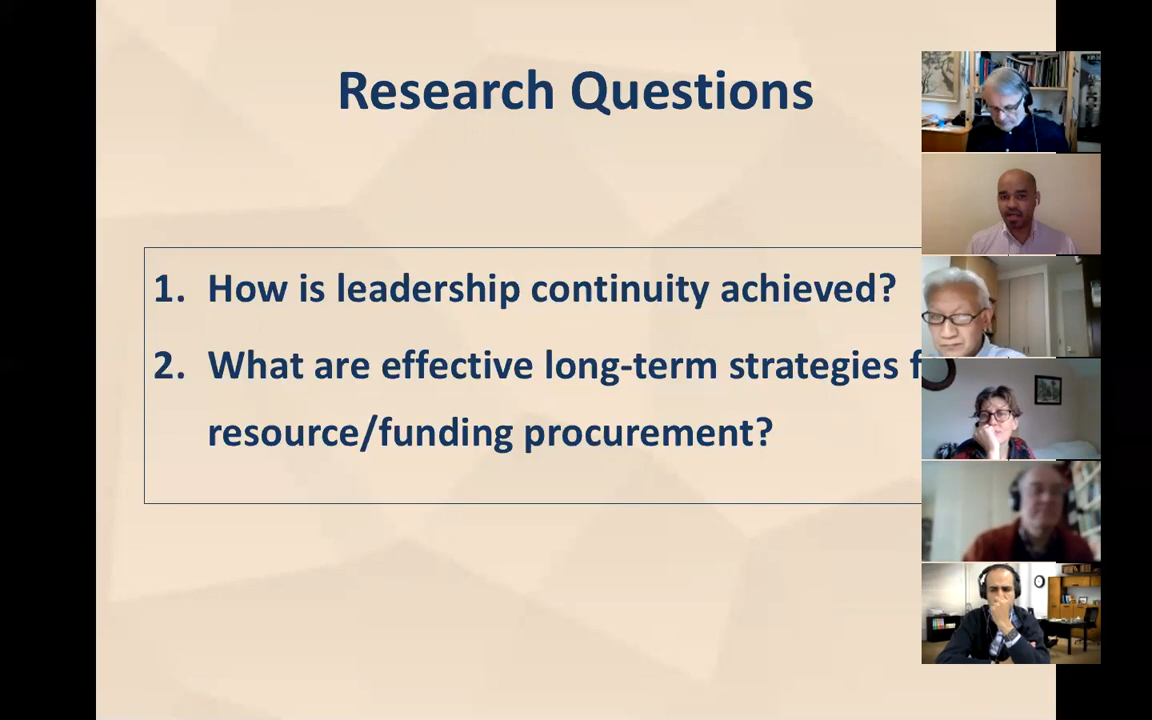 Research Questions
1. How is leadership continuity achieved?
2. What are effective long-term strategies
resource/funding procurement?